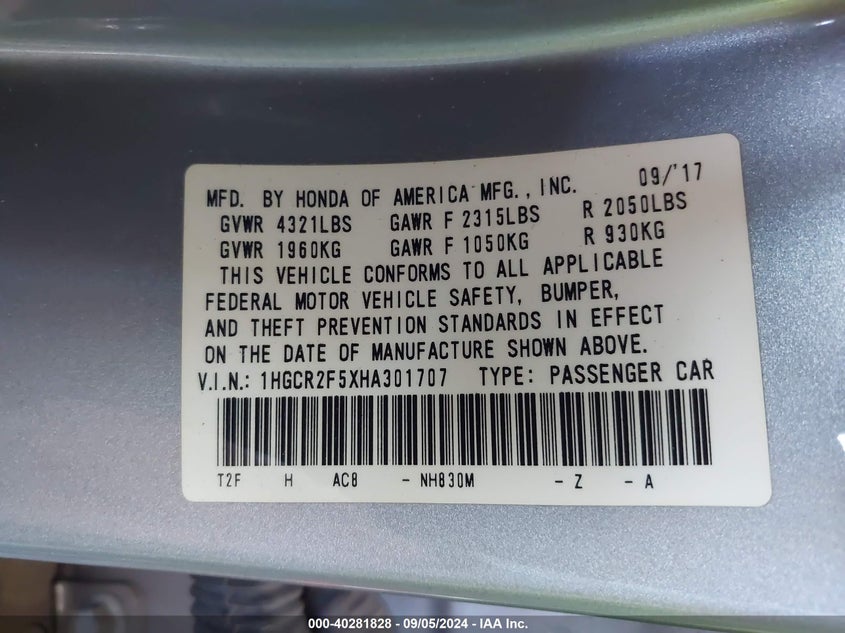 MFD. BY HONDA OF AMERICA MFG., INC. 09/'17
GVWR 4321LBS GAWR F 2315LBS R 2050LBS
GVWR 1960KG GAWR F 1050KG R 930KG
THIS VEHICLE CONFORMS TO ALL APPLICABLE
FEDERAL MOTOR VEHICLE SAFETY, BUMPER,
AND THEFT PREVENTION STANDARDS IN EFFECT
ON THE DATE OF MANUFACTURE SHOWN ABOVE.
V.I.N.: 1HGCR2F5XHA301707 TYPE: PASSENGER CAR
T2F H AC8 - NH830M - Z - A
000-40281828 - 09/05/2024 - IAA Inc.